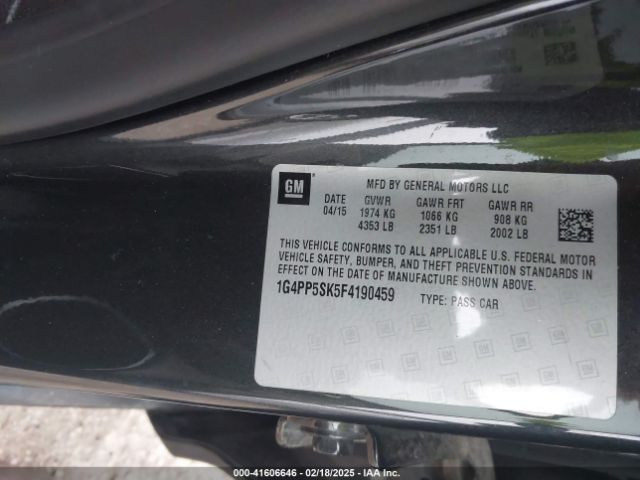 GM
MFD BY GENERAL MOTORS LLC
DATE GVWR GAWR FRT GAWR RR
04/15 1974 KG 1066 KG 908 KG
4353 LB 2351 LB 2002 LB
THIS VEHICLE CONFORMS TO ALL APPLICABLE U.S. FEDERAL MOTOR
VEHICLE SAFETY, BUMPER, AND THEFT PREVENTION STANDARDS IN
EFFECT ON THE DATE OF MANUFACTURE SHOWN ABOVE.
1G4PP5SK5F4190459 TYPE: PASS CAR
000-41606646 - 02/18/2025 - IAAI.COM